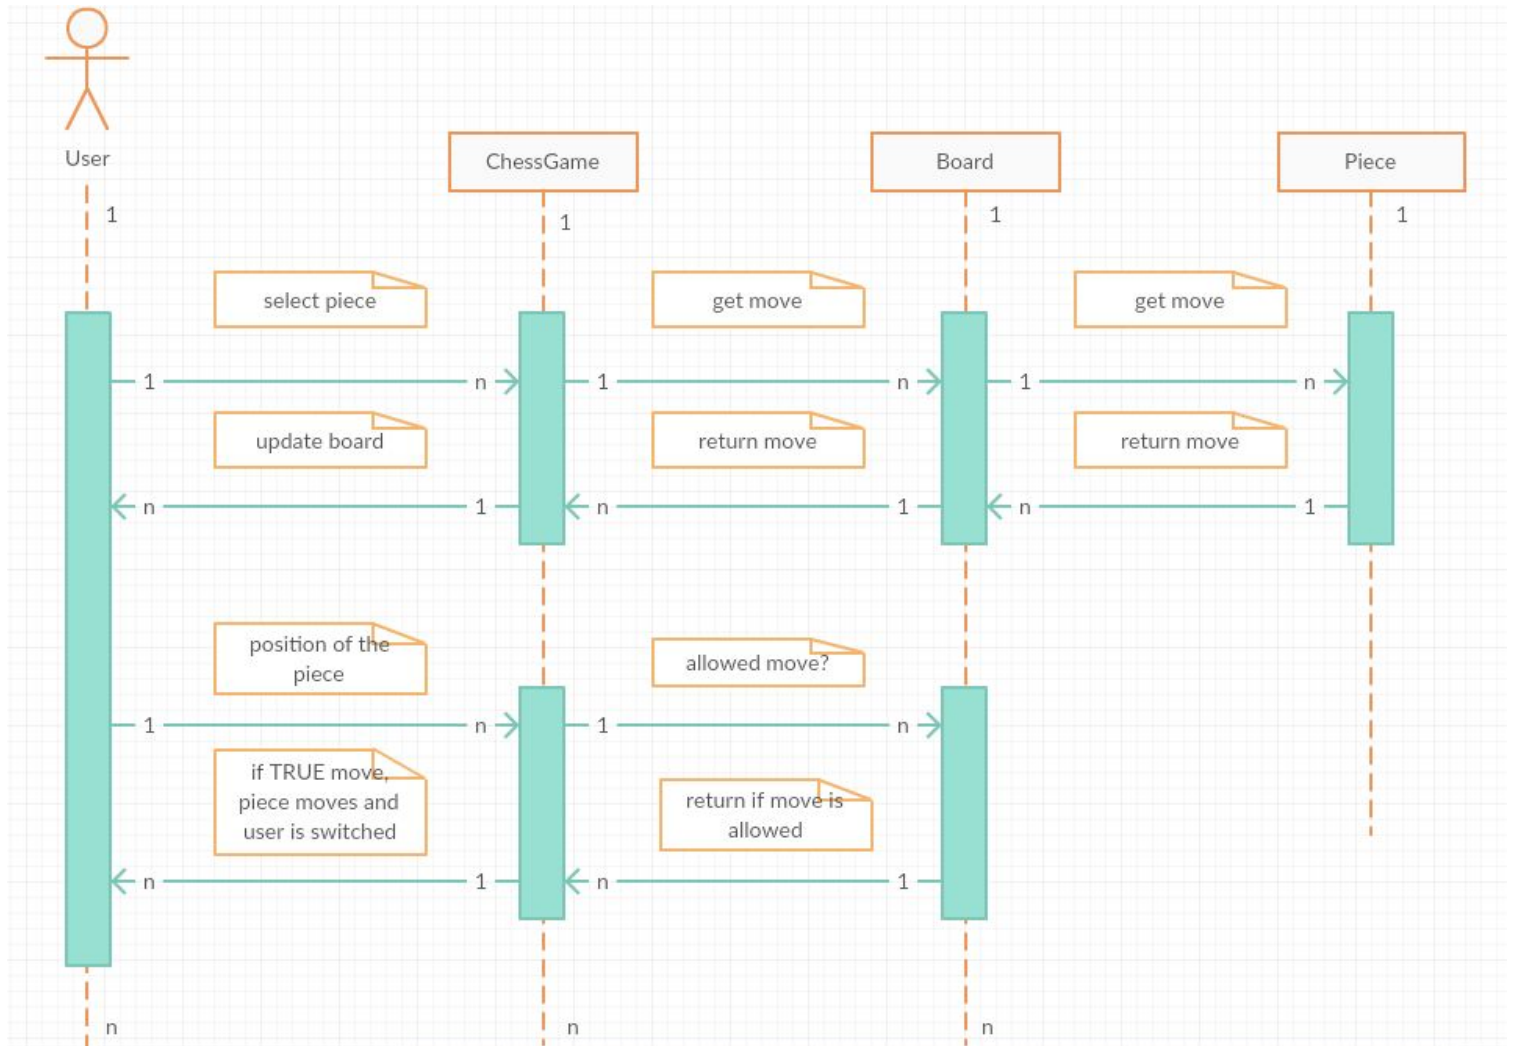 User
ChessGame
Board
Piece
1
1
1
1
select piece
get move
get move
1 n
1 n
1 n
update board
return move
return move
n 1
n 1
n 1
position of the
piece
allowed move?
1 n
1 n
if TRUE move,
piece moves and
user is switched
return if move is
allowed
n 1
n 1
n
n
n